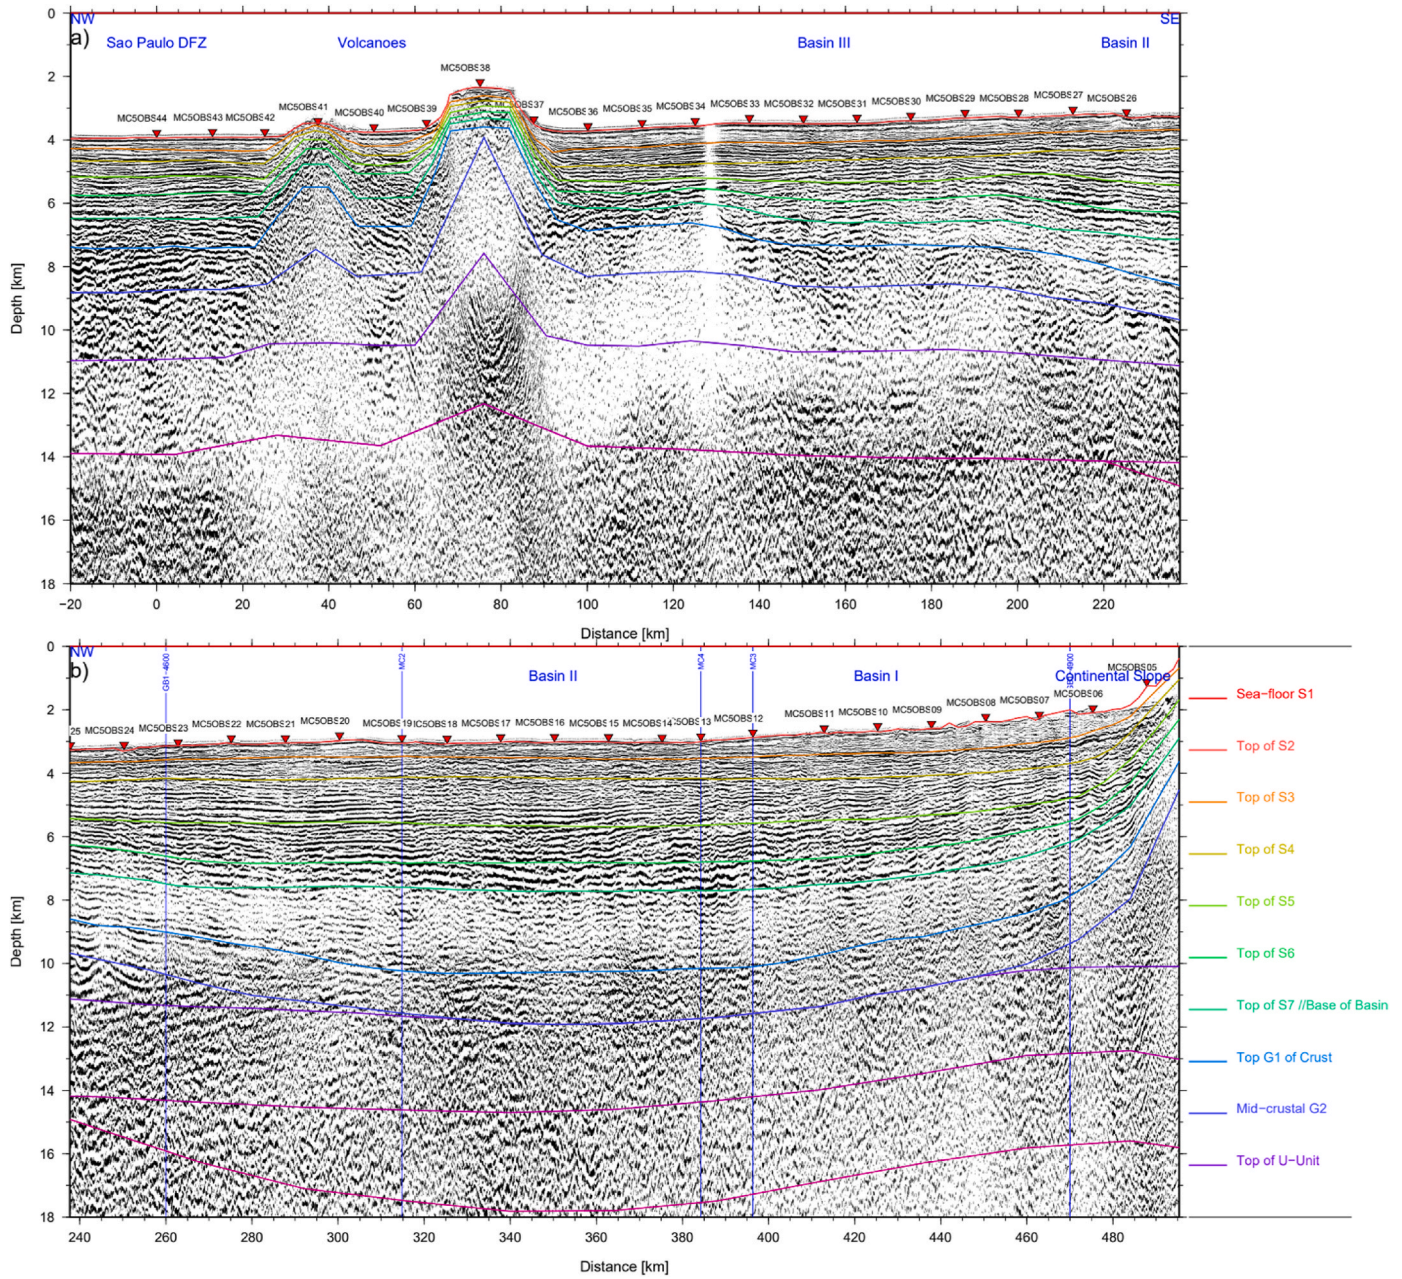 NW
SE
a)
Sao Paulo DFZ
Volcanoes
Basin III
Basin II
MC5OBS44
MC5OBS43
MC5OBS42
MC5OBS41
MC5OBS40
MC5OBS39
MC5OBS38
MC5OBS36
MC5OBS35
MC5OBS34
MC5OBS33
MC5OBS32
MC5OBS31
MC5OBS30
MC5OBS29
MC5OBS28
MC5OBS27
MC5OBS26
Depth [km]
0
2
4
6
8
10
12
14
16
18
−20
0
20
40
60
80
100
120
140
160
180
200
220
Distance [km]
NW
b)
GB1−4600
MC2
Basin II
MC4
MC3
Basin I
Continental Slope
25
MC5OBS24
MC5OBS23
MC5OBS22
MC5OBS21
MC5OBS20
MC5OBS19
MC5OBS17
MC5OBS16
MC5OBS15
MC5OBS14
MC5OBS12
MC5OBS11
MC5OBS10
MC5OBS09
MC5OBS08
MC5OBS07
MC5OBS06
MC5OBS05
Depth [km]
0
2
4
6
8
10
12
14
16
18
240
260
280
300
320
340
360
380
400
420
440
460
480
Distance [km]
Sea−floor S1
Top of S2
Top of S3
Top of S4
Top of S5
Top of S6
Top of S7 //Base of Basin
Top G1 of Crust
Mid−crustal G2
Top of U−Unit